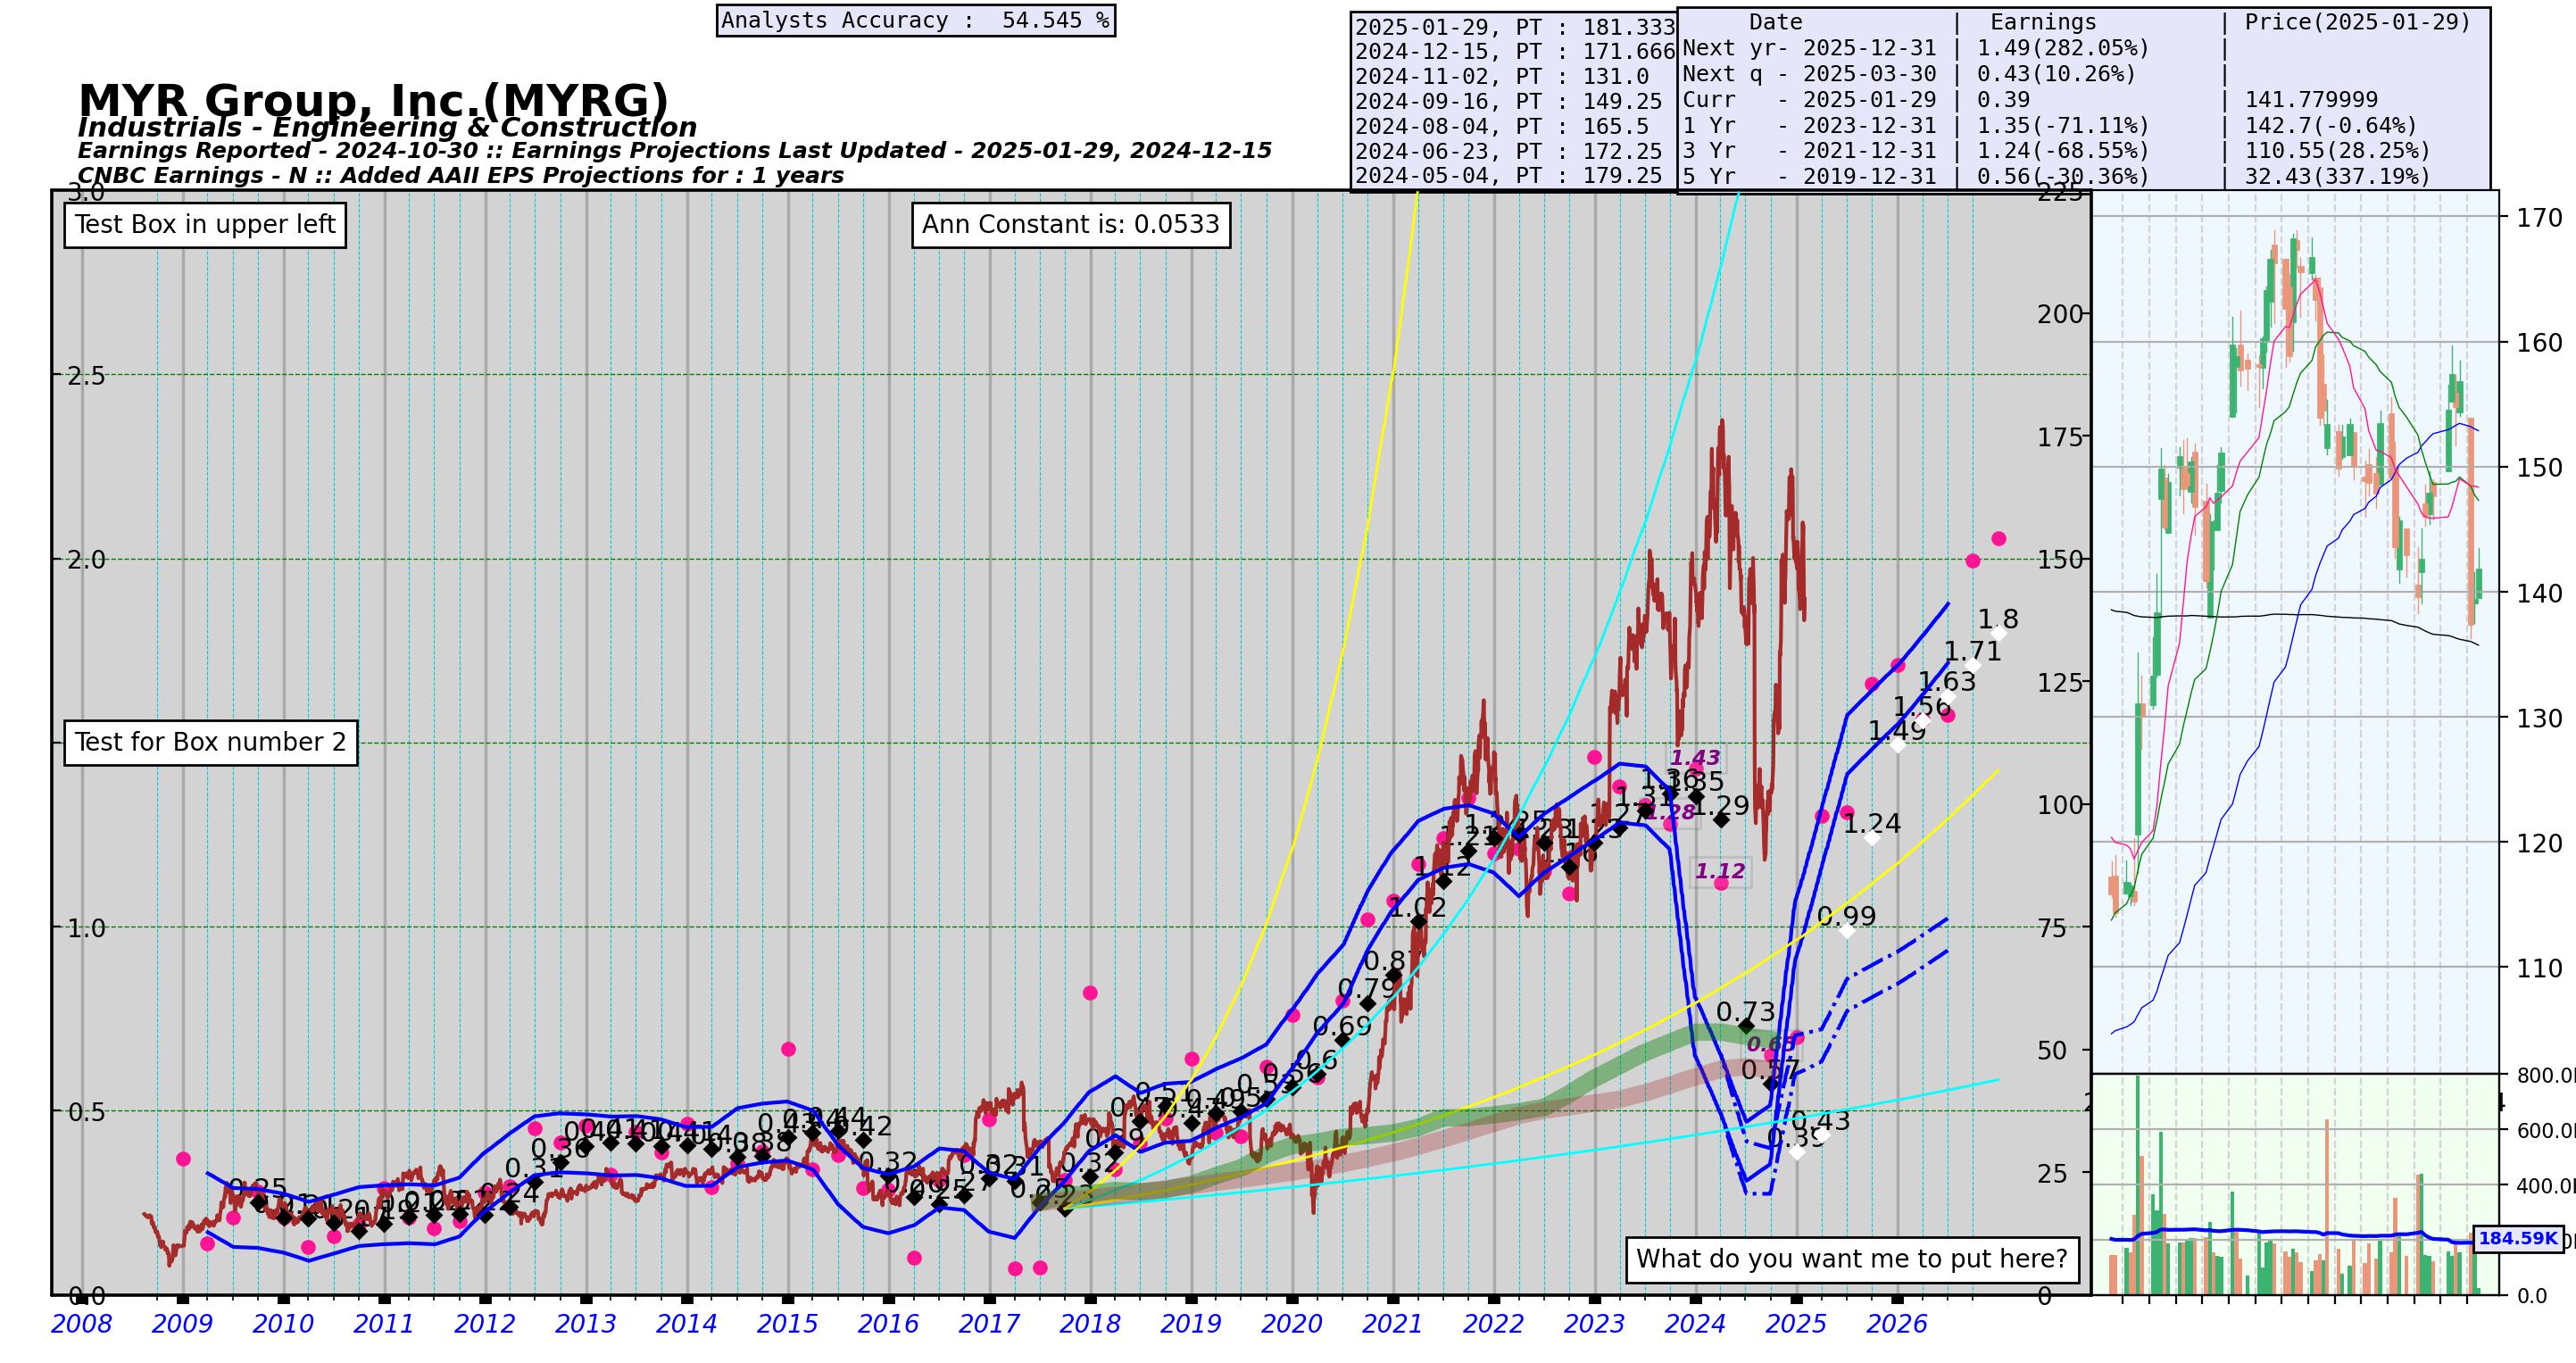 Analysts Accuracy :  54.545 %
2025-01-29, PT : 181.333
2024-12-15, PT : 171.666
2024-11-02, PT : 131.0
2024-09-16, PT : 149.25
2024-08-04, PT : 165.5
2024-06-23, PT : 172.25
2024-05-04, PT : 179.25
Date | Earnings | Price(2025-01-29)
Next yr- 2025-12-31 | 1.49(282.05%) |
Next q - 2025-03-30 | 0.43(10.26%) |
Curr   - 2025-01-29 | 0.39 | 141.779999
1 Yr   - 2023-12-31 | 1.35(-71.11%) | 142.7(-0.64%)
3 Yr   - 2021-12-31 | 1.24(-68.55%) | 110.55(28.25%)
5 Yr   - 2019-12-31 | 0.56(-30.36%) | 32.43(337.19%)
MYR Group, Inc.(MYRG)
Industrials - Engineering & Construction
Earnings Reported - 2024-10-30 :: Earnings Projections Last Updated - 2025-01-29, 2024-12-15
CNBC Earnings - N :: Added AAII EPS Projections for : 1 years
Test Box in upper left
Ann Constant is: 0.0533
Test for Box number 2
What do you want me to put here?
3.0
2.5
2.0
1.0
0.5
0.0
225
200
175
150
125
100
75
50
25
0
170
160
150
140
130
120
110
800.0
600.0
400.0
0.0
184.59K
1.8
1.71
1.63
1.56
1.49
1.24
0.99
0.43
0.39
0.57
0.73
1.43
1.28
1.12
1.29
1.35
1.02
1.12
0.79
0.69
0.6
0.42
0.32
0.25
0.24
2008 2009 2010 2011 2012 2013 2014 2015 2016 2017 2018 2019 2020 2021 2022 2023 2024 2025 2026